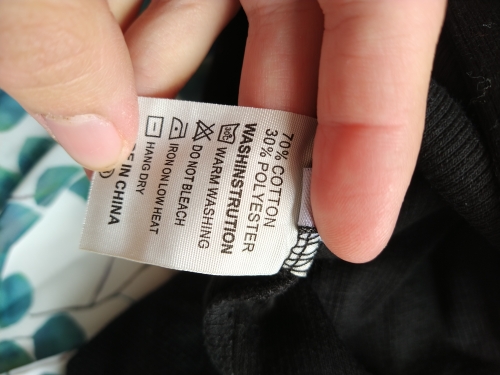 70% COTTON
30% POLYESTER
WASHINSTRUTION
WARM WASHING
DO NOT BLEACH
IRON ON LOW HEAT
HANG DRY
IN CHINA